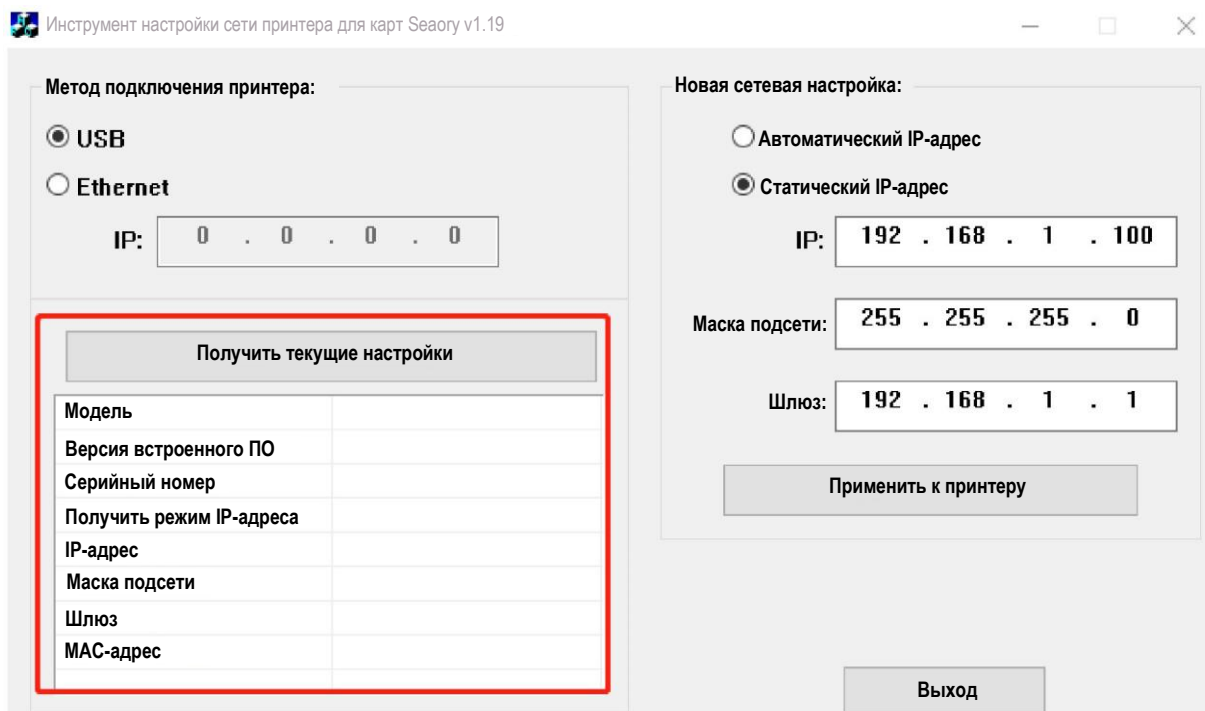 Инструмент настройки сети принтера для карт Seaory v1.19
Метод подключения принтера:
USB
Ethernet
IP: 0 . 0 . 0 . 0
Получить текущие настройки
Модель
Версия встроенного ПО
Серийный номер
Получить режим IP-адреса
IP-адрес
Маска подсети
Шлюз
MAC-адрес
Новая сетевая настройка:
Автоматический IP-адрес
Статический IP-адрес
IP: 192 . 168 . 1 . 100
Маска подсети: 255 . 255 . 255 . 0
Шлюз: 192 . 168 . 1 . 1
Применить к принтеру
Выход